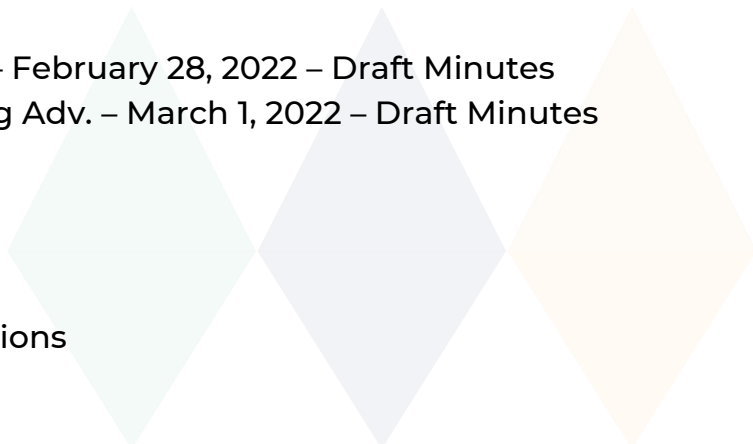 – February 28, 2022 – Draft Minutes
g Adv. – March 1, 2022 – Draft Minutes
ions